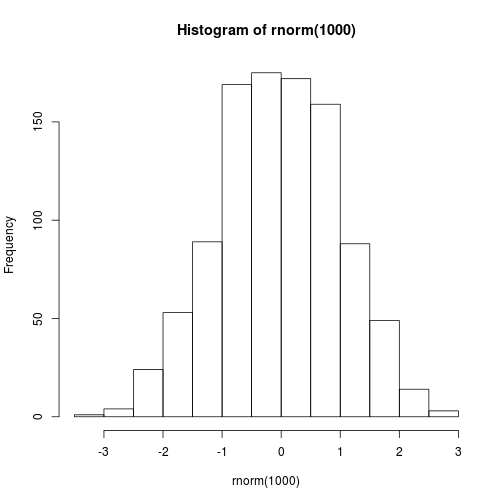 Histogram of rnorm(1000)
Frequency
150
100
50
0
-3 -2 -1 0 1 2 3
rnorm(1000)